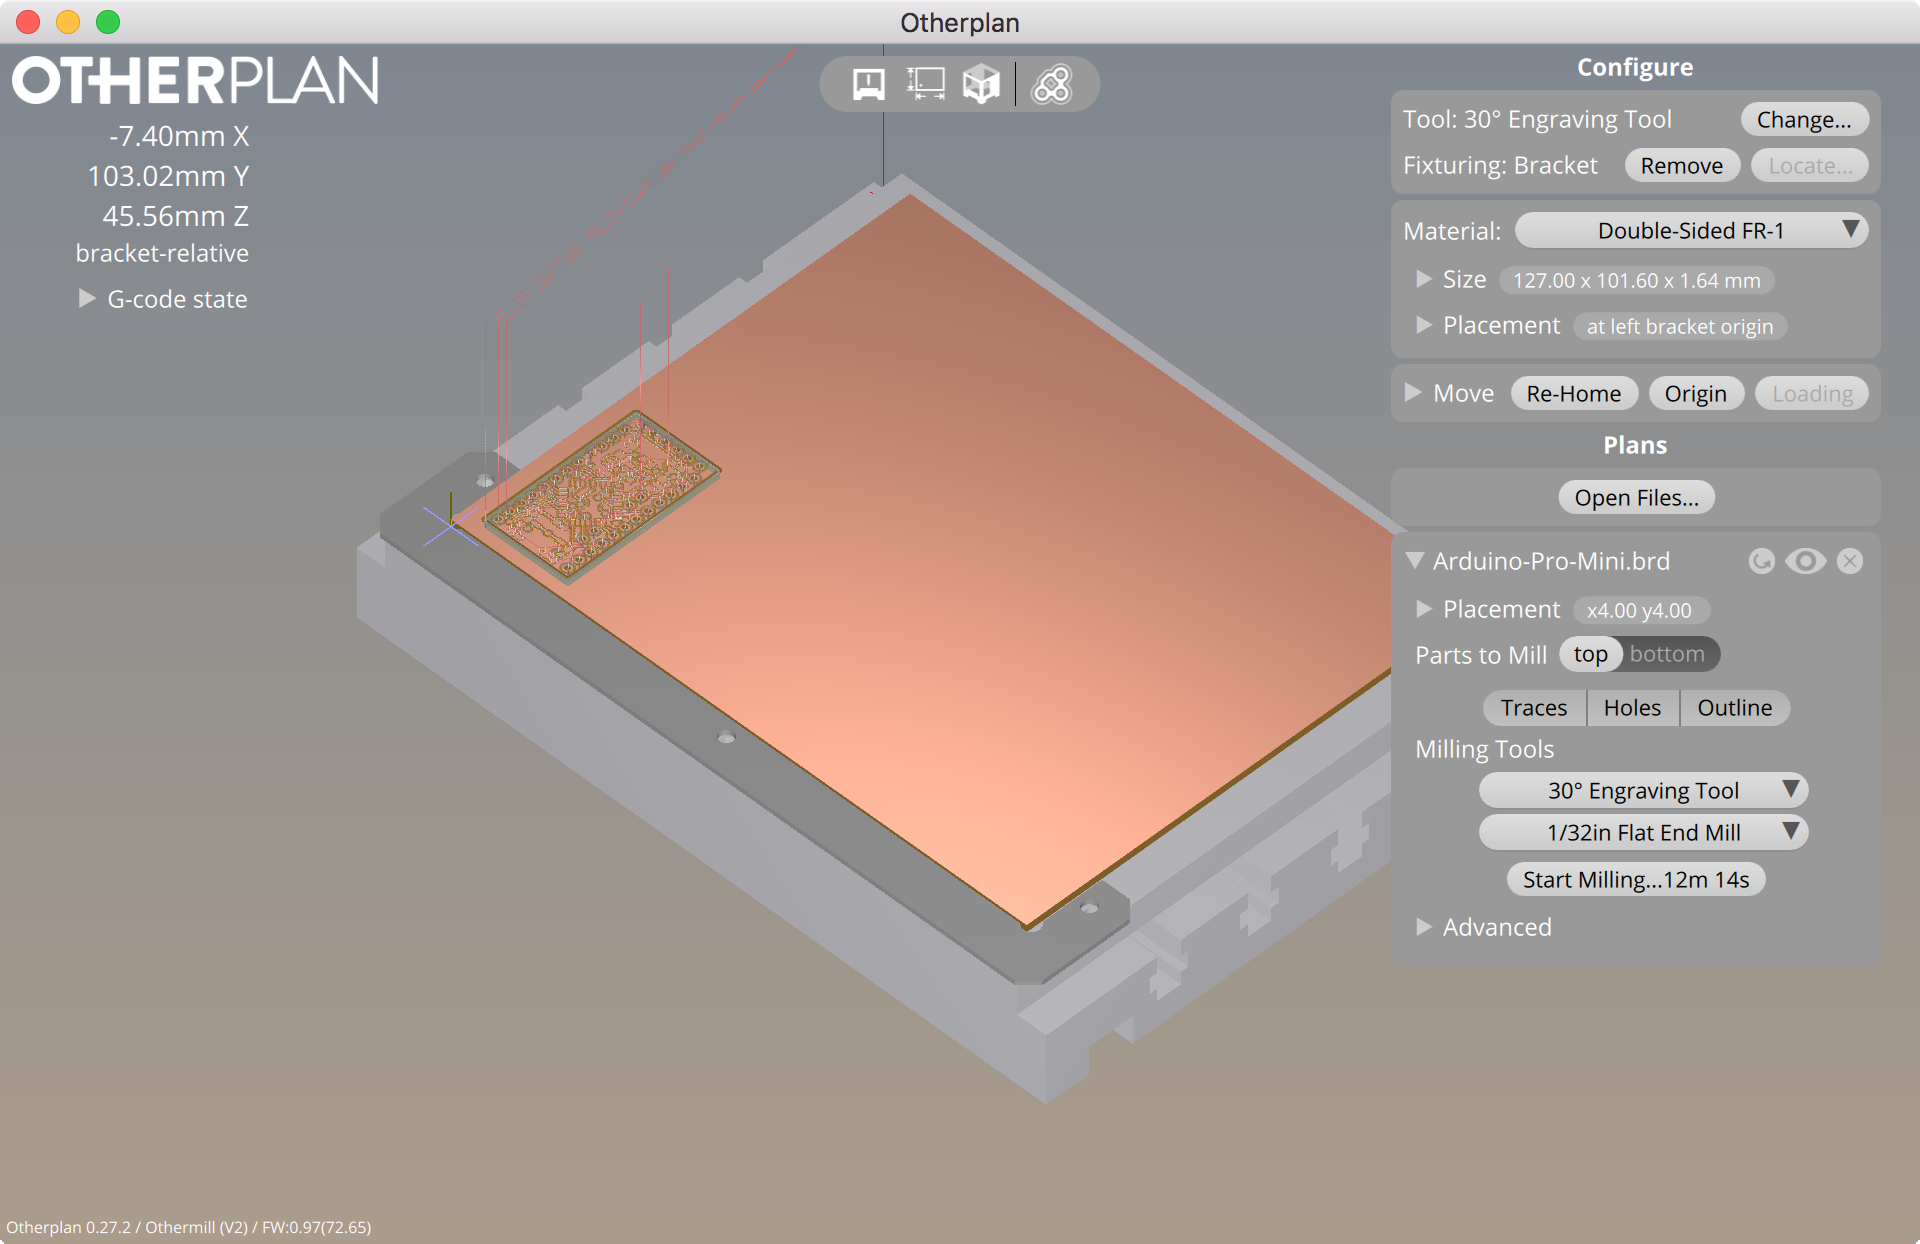 Otherplan
OTHERPLAN
-7.40mm X
103.02mm Y
45.56mm Z
bracket-relative
G-code state
Configure
Tool: 30° Engraving Tool Change...
Fixturing: Bracket Remove Locate...
Material: Double-Sided FR-1
Size 127.00 x 101.60 x 1.64 mm
Placement at left bracket origin
Move Re-Home Origin Loading
Plans
Open Files...
Arduino-Pro-Mini.brd
Placement x4.00 y4.00
Parts to Mill top bottom
Traces Holes Outline
Milling Tools
30° Engraving Tool
1/32in Flat End Mill
Start Milling...12m 14s
Advanced
Otherplan 0.27.2 / Othermill (V2) / FW:0.97(72.65)